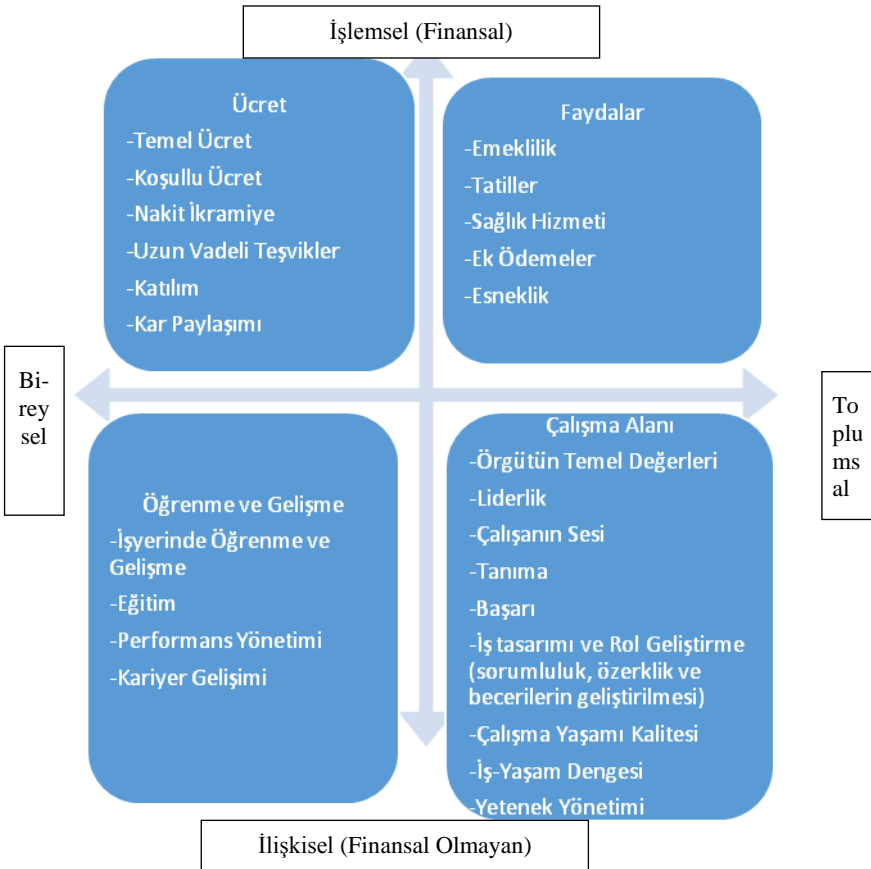 İşlemsel (Finansal)
Ücret
-Temel Ücret
-Koşullu Ücret
-Nakit İkramiye
-Uzun Vadeli Teşvikler
-Katılım
-Kar Paylaşımı
Faydalar
-Emeklilik
-Tatiller
-Sağlık Hizmeti
-Ek Ödemeler
-Esneklik
Bi-
rey
sel
To
plu
ms
al
Öğrenme ve Gelişme
-İşyerinde Öğrenme ve
Gelişme
-Eğitim
-Performans Yönetimi
-Kariyer Gelişimi
Çalışma Alanı
-Örgütün Temel Değerleri
-Liderlik
-Çalışanın Sesi
-Tanıma
-Başarı
-İş tasarımı ve Rol Geliştirme
(sorumluluk, özerklik ve
becerilerin geliştirilmesi)
-Çalışma Yaşamı Kalitesi
-İş-Yaşam Dengesi
-Yetenek Yönetimi
İlişkisel (Finansal Olmayan)